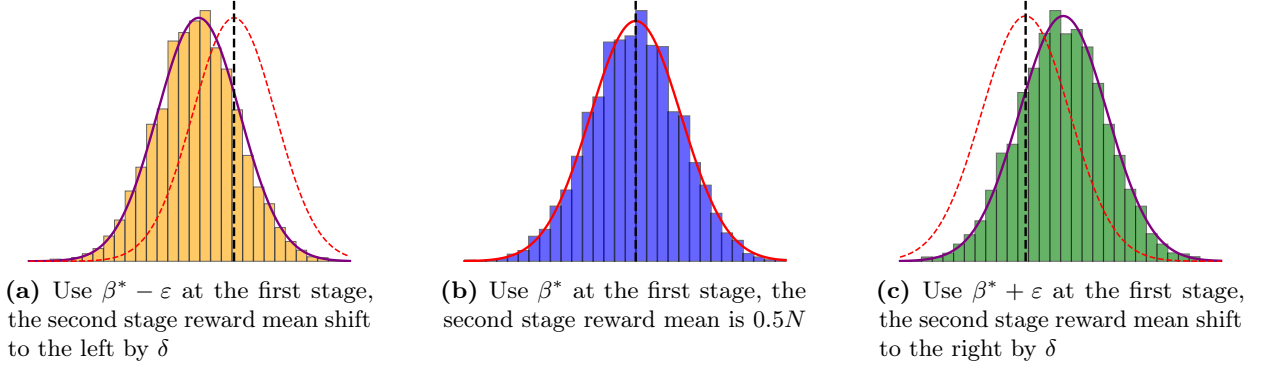 (a) Use β* − ε at the first stage,
the second stage reward mean shift
to the left by δ
(b) Use β* at the first stage, the
second stage reward mean is 0.5N
(c) Use β* + ε at the first stage,
the second stage reward mean shift
to the right by δ